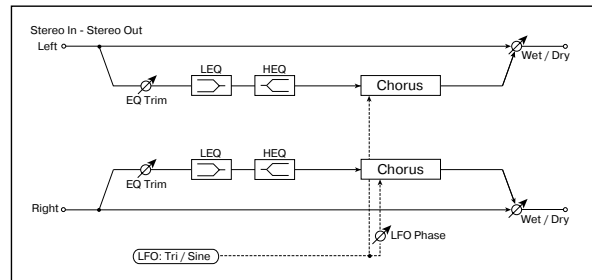 Stereo In - Stereo Out
Left
Wet / Dry
EQ Trim
LEQ
HEQ
Chorus
LEQ
HEQ
Chorus
EQ Trim
Right
Wet / Dry
LFO Phase
LFO: Tri / Sine